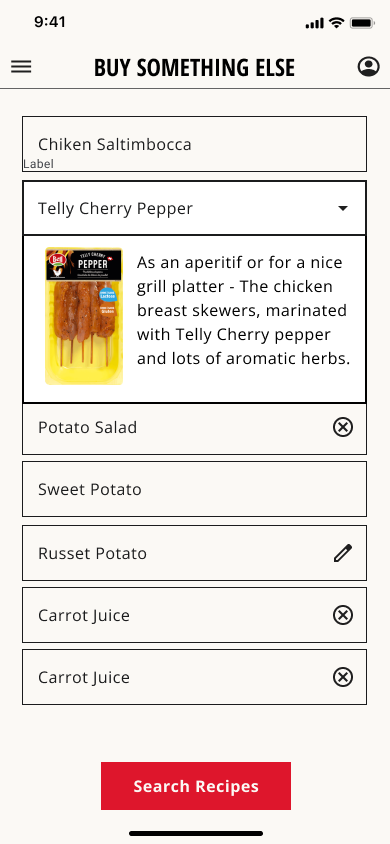 9:41
BUY SOMETHING ELSE
Chiken Saltimbocca
Label
Telly Cherry Pepper
Bell
TELLY CHERRY
PEPPER
As an aperitif or for a nice
grill platter - The chicken
breast skewers, marinated
with Telly Cherry pepper
and lots of aromatic herbs.
Potato Salad
Sweet Potato
Russet Potato
Carrot Juice
Carrot Juice
Search Recipes